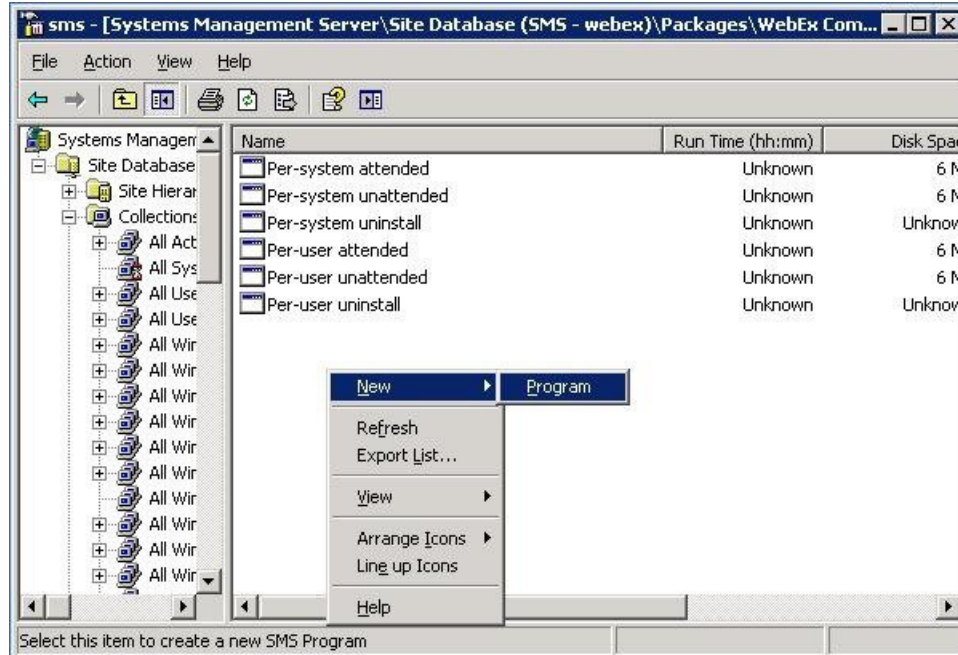 sms - [Systems Management Server\Site Database (SMS - webex)\Packages\WebEx Com...
File Action View Help
Systems Managem
Site Database
Site Hierar
Collections
All Act
All Sys
All Use
All Use
All Wir
All Wir
All Wir
All Wir
All Wir
All Wir
All Wir
All Wir
All Wir
All Wir
Name Run Time (hh:mm) Disk Spa
Per-system attended Unknown 6 M
Per-system unattended Unknown 6 M
Per-system uninstall Unknown Unknow
Per-user attended Unknown 6 M
Per-user unattended Unknown 6 M
Per-user uninstall Unknown Unknow
New Program
Refresh
Export List...
View
Arrange Icons
Line up Icons
Help
Select this item to create a new SMS Program